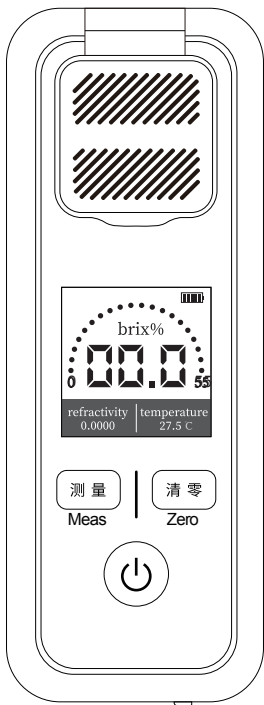 brix%
00.0
0 55
refractivity temperature
0.0000 27.5 C
测量 清零
Meas Zero